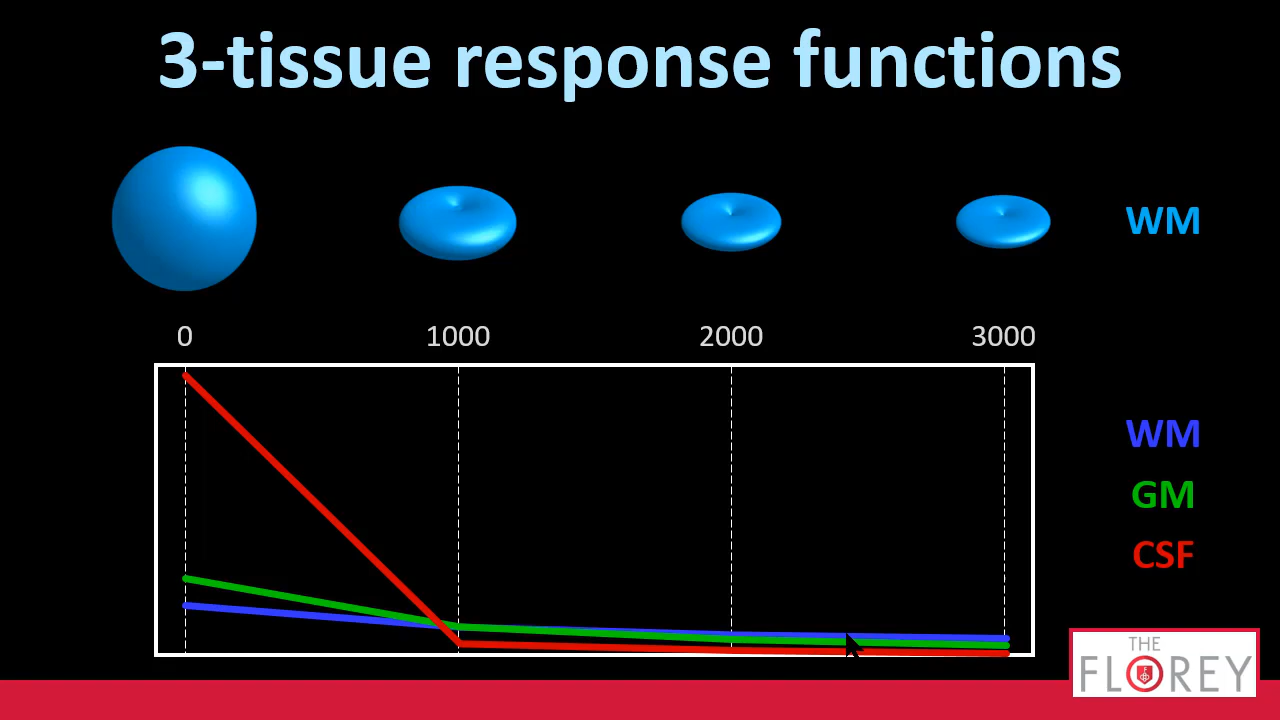 3-tissue response functions
WM
0 1000 2000 3000
WM
GM
CSF
THE
FLOREY